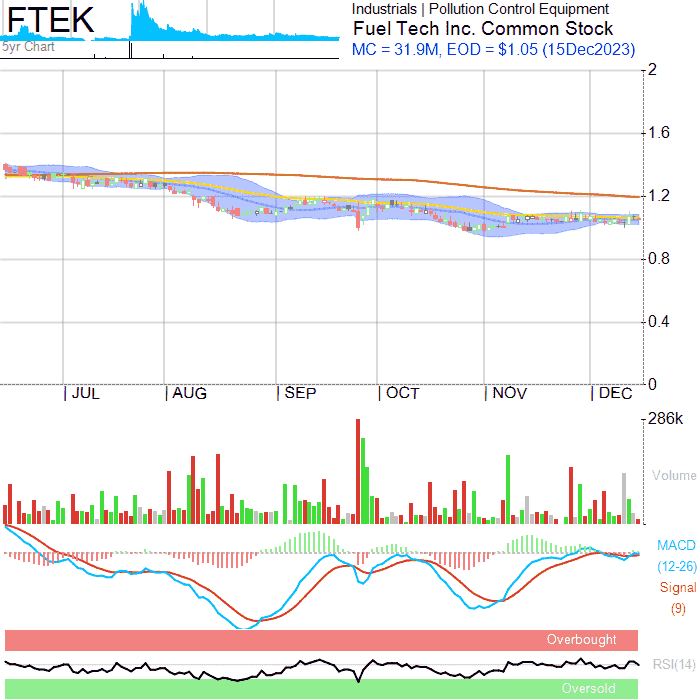 FTEK
5yr Chart
Industrials | Pollution Control Equipment
Fuel Tech Inc. Common Stock
MC = 31.9M, EOD = $1.05 (15Dec2023)
2
1.6
1.2
0.8
0.4
0
JUL AUG SEP OCT NOV DEC
286k
Volume
MACD
(12-26)
Signal
(9)
Overbought
RSI(14)
Oversold